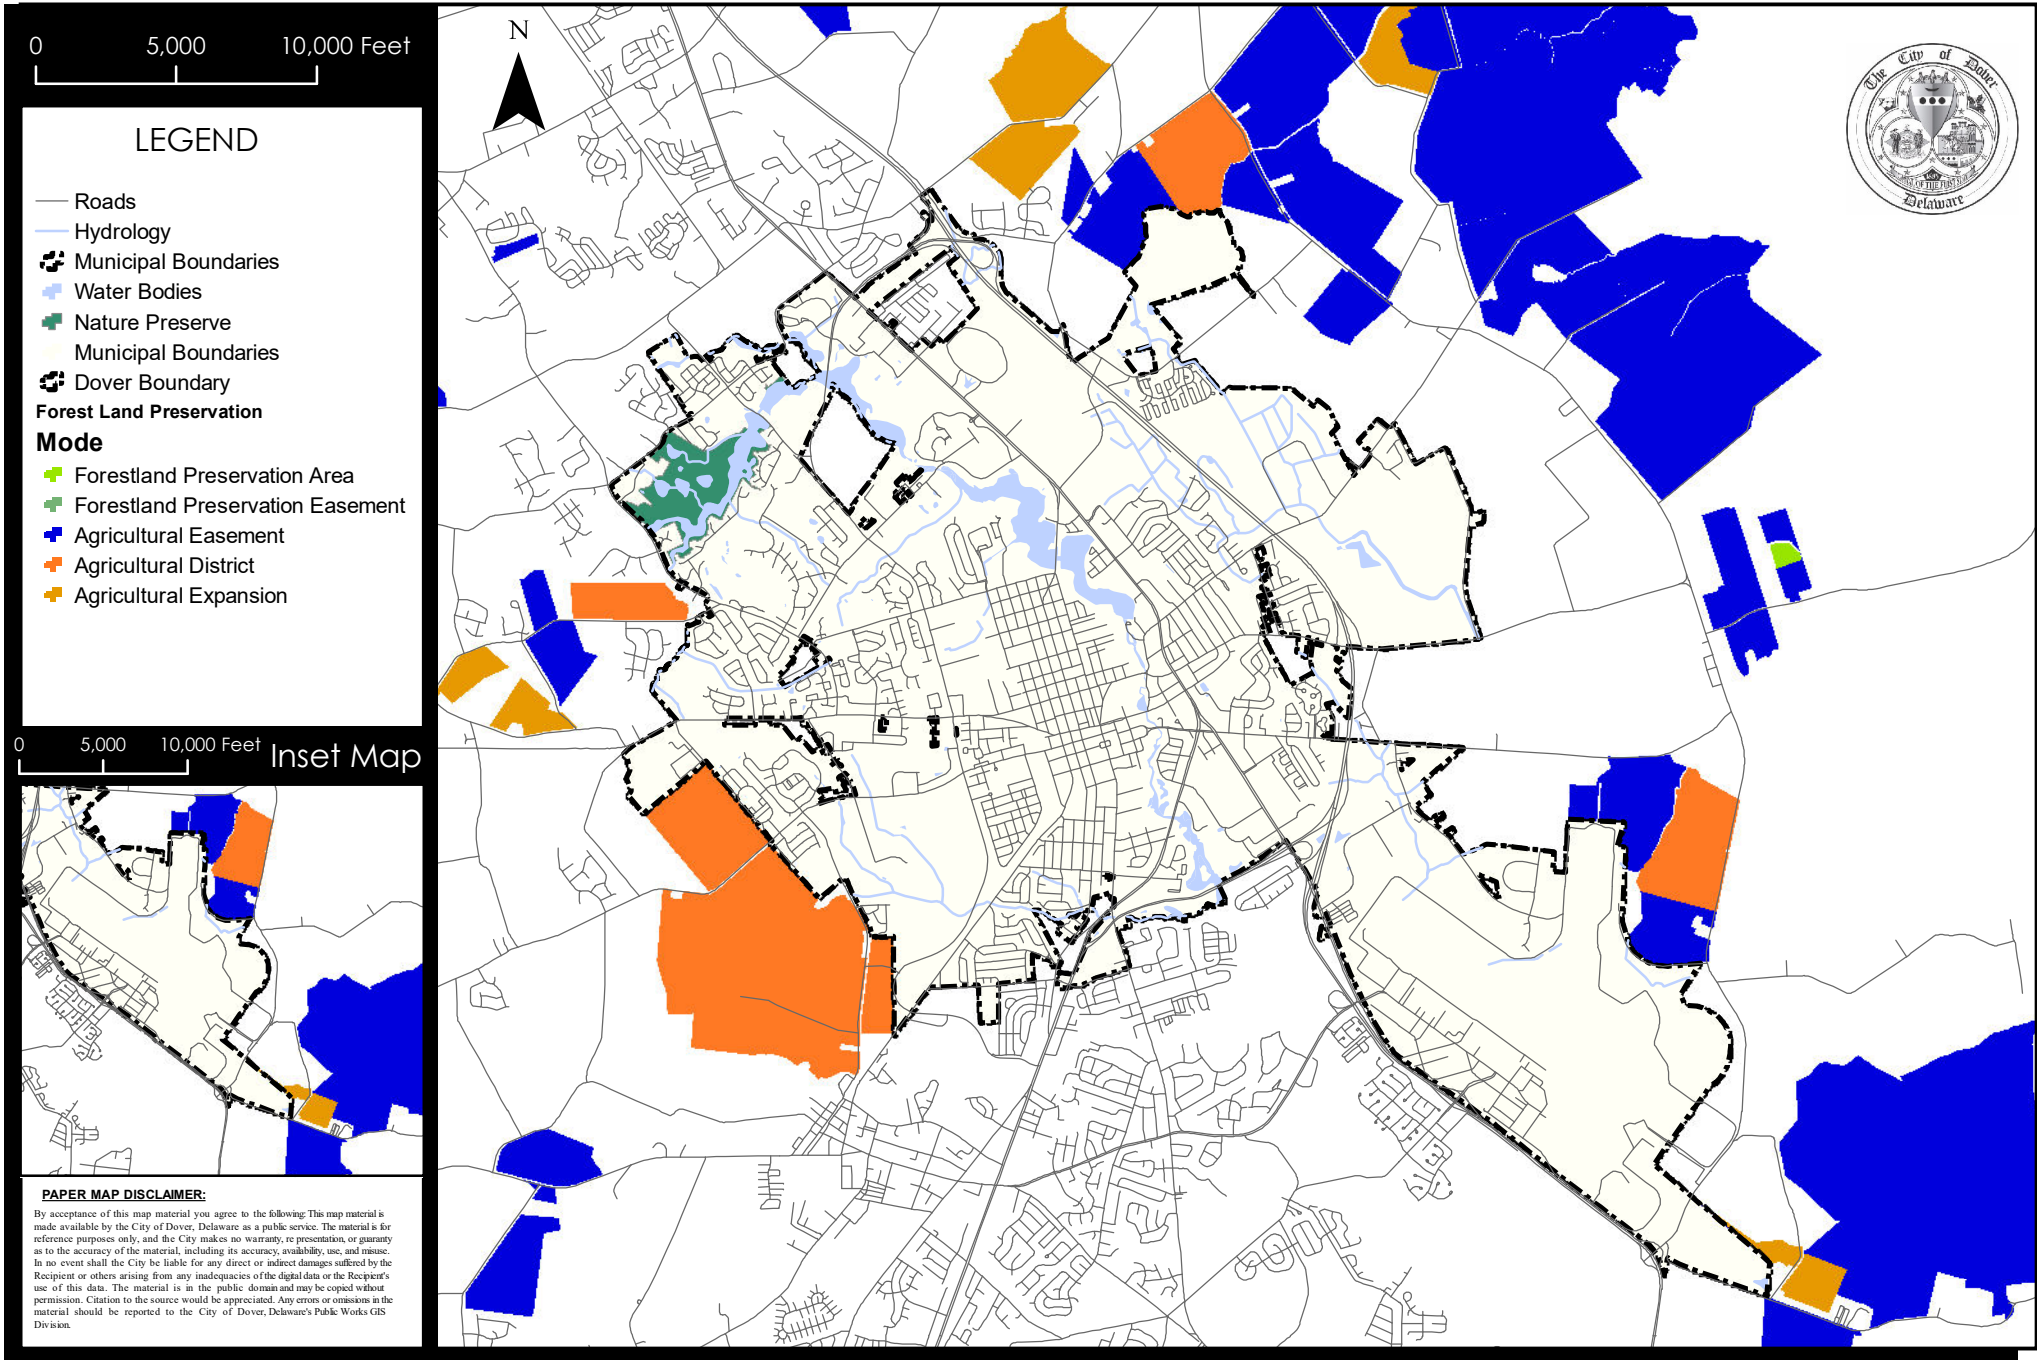 0 5,000 10,000 Feet
LEGEND
Roads
Hydrology
Municipal Boundaries
Water Bodies
Nature Preserve
Municipal Boundaries
Dover Boundary
Forest Land Preservation
Mode
Forestland Preservation Area
Forestland Preservation Easement
Agricultural Easement
Agricultural District
Agricultural Expansion
0 5,000 10,000 Feet
Inset Map
PAPER MAP DISCLAIMER:
By acceptance of this map material you agree to the following: This map material is
made available by the City of Dover, Delaware as a public service. The material is for
reference purposes only, and the City makes no warranty, re presentation, or guaranty
as to the accuracy of the material, including its accuracy, availability, use, and misuse.
In no event shall the City be liable for any direct or indirect damages suffered by the
Recipient or others arising from any inadequacies of the digital data or the Recipient's
use of this data. The material is in the public domain and may be copied without
permission. Citation to the source would be appreciated. Any errors or omissions in the
material should be reported to the City of Dover, Delaware's Public Works GIS
Division.
N
The City of Dover
Delaware